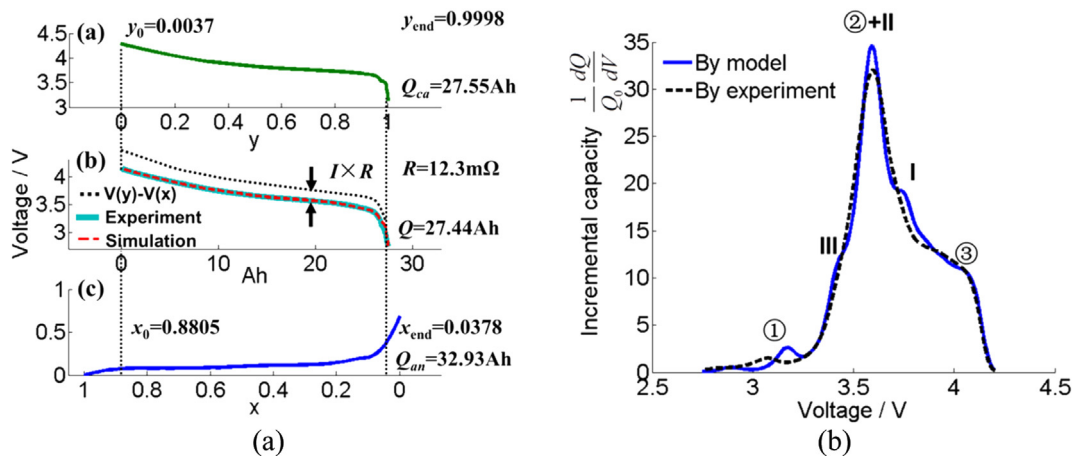 (a)
y₀=0.0037
y_end=0.9998
4.5
4
3.5
3
Q_ca=27.55Ah
0 0.2 0.4 0.6 0.8 1
y
Voltage / V
(b)
4
3.5
3
I×R
R=12.3mΩ
V(y)-V(x)
Experiment
Simulation
Q=27.44Ah
0 10 20 30
Ah
(c)
1
0.5
0
x₀=0.8805
x_end=0.0378
Q_an=32.93Ah
1 0.8 0.6 0.4 0.2 0
x
(a)
②+II
Incremental capacity 1/Q₀ dQ/dV
35
30
25
20
15
10
5
0
By model
By experiment
I
III
③
①
2.5 3 3.5 4 4.5
Voltage / V
(b)